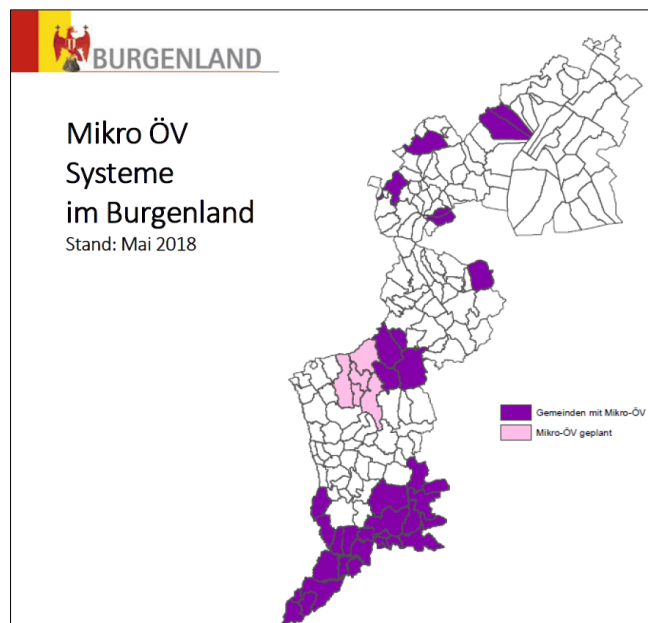 BURGENLAND
Mikro ÖV
Systeme
im Burgenland
Stand: Mai 2018
Gemeinden mit Mikro-ÖV
Mikro-ÖV geplant